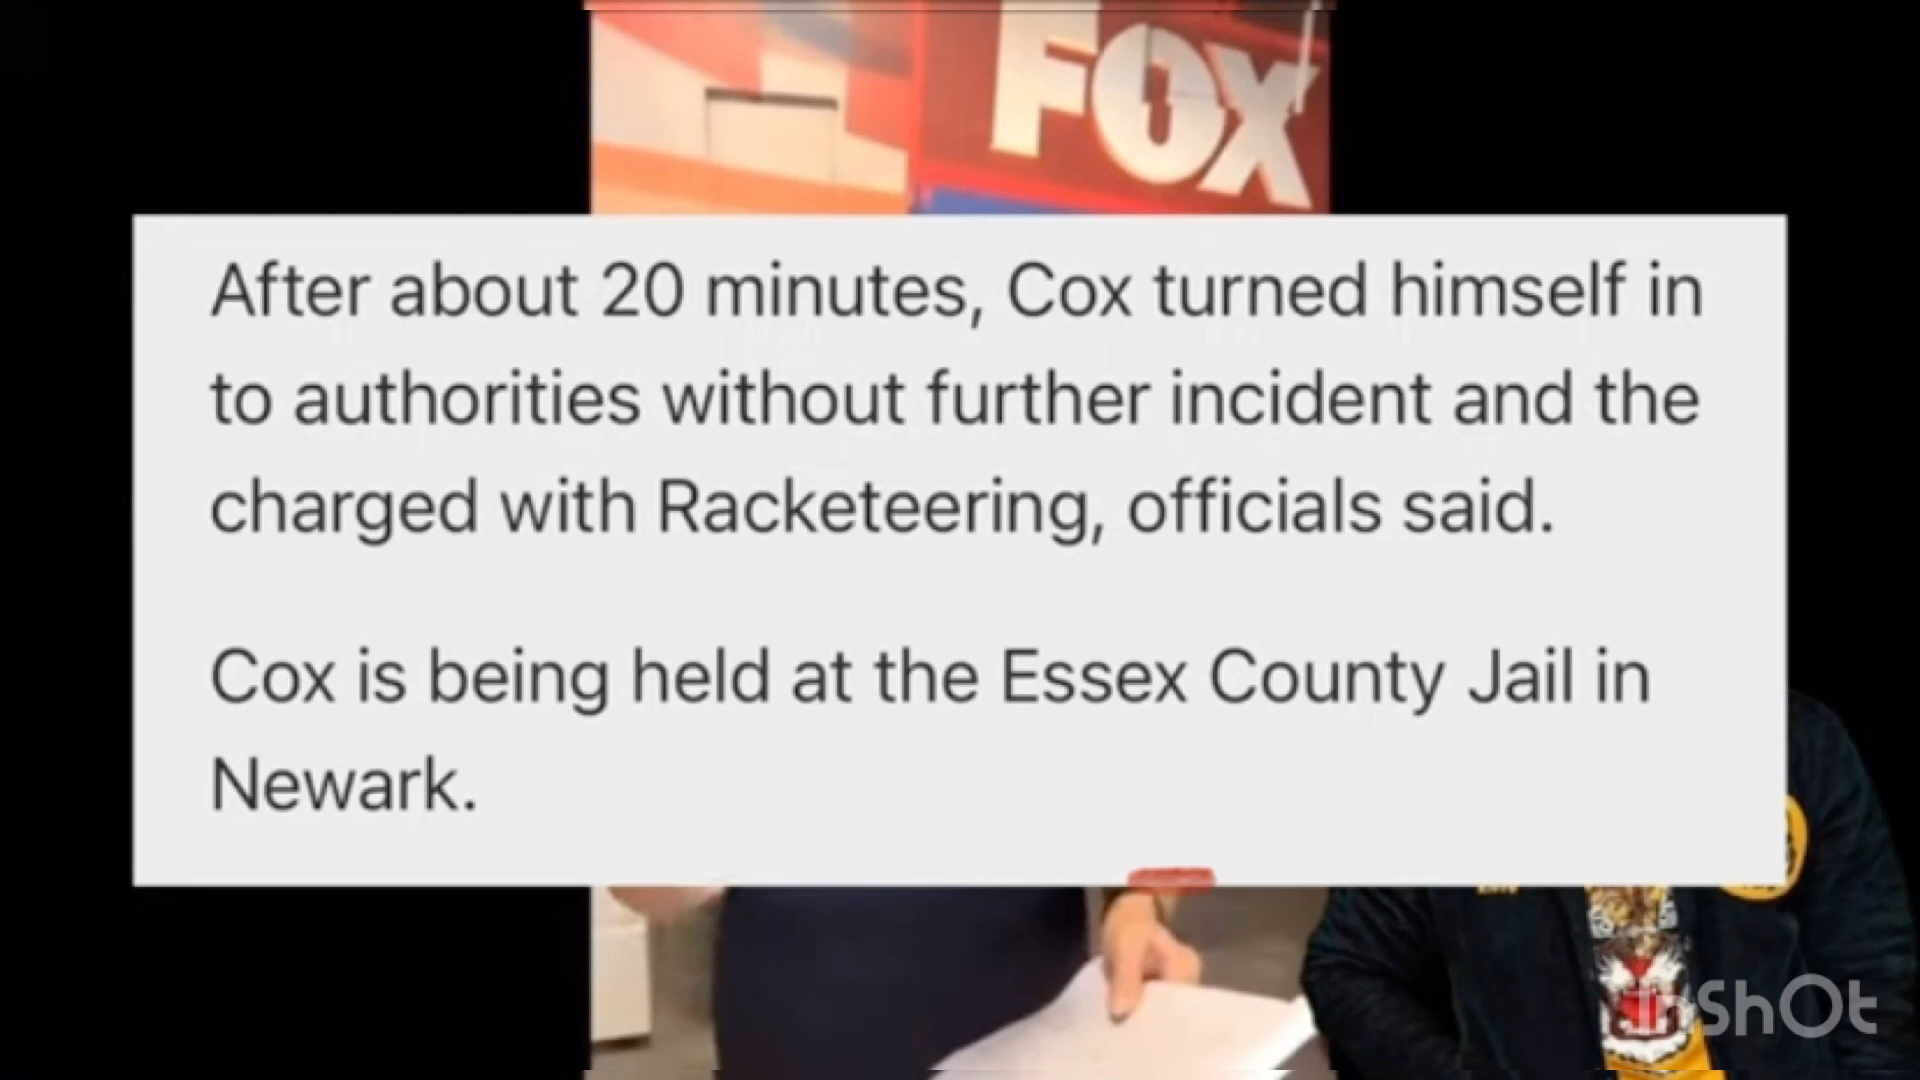 FOX
After about 20 minutes, Cox turned himself in
to authorities without further incident and the
charged with Racketeering, officials said.
Cox is being held at the Essex County Jail in
Newark.
InShOt